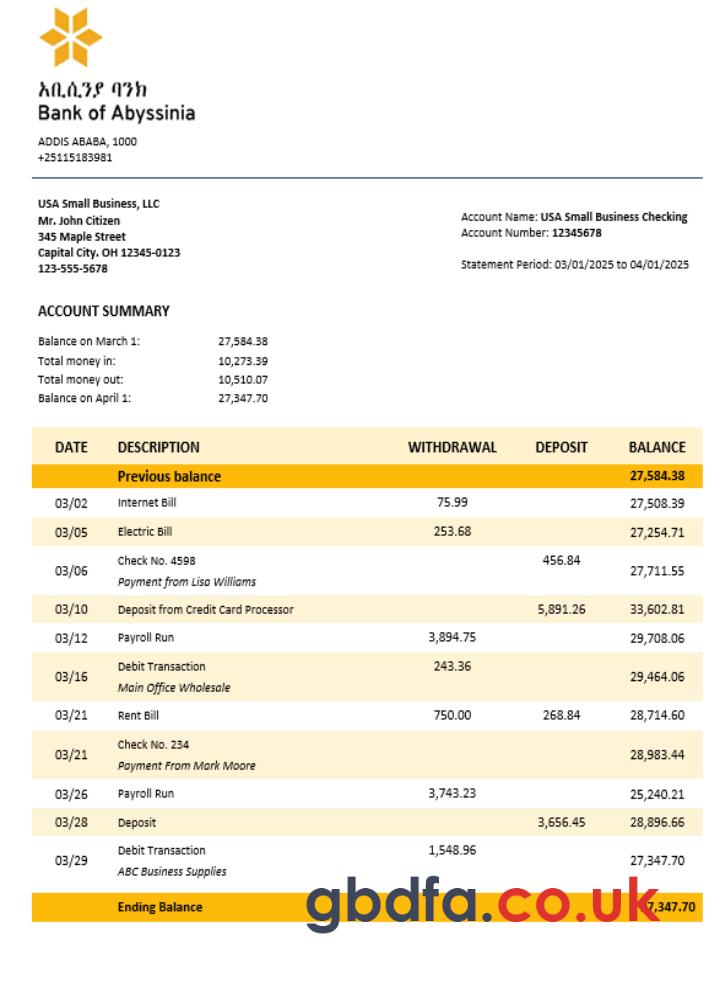 አቢሲንያ ባንክ
Bank of Abyssinia
ADDIS ABABA, 1000
+25115183981
USA Small Business, LLC
Mr. John Citizen
345 Maple Street
Capital City. OH 12345-0123
123-555-5678
Account Name: USA Small Business Checking
Account Number: 12345678
Statement Period: 03/01/2025 to 04/01/2025
ACCOUNT SUMMARY
Balance on March 1: 27,584.38
Total money in: 10,273.39
Total money out: 10,510.07
Balance on April 1: 27,347.70
DATE DESCRIPTION WITHDRAWAL DEPOSIT BALANCE
Previous balance 27,584.38
03/02 Internet Bill 75.99 27,508.39
03/05 Electric Bill 253.68 27,254.71
03/06 Check No. 4598 456.84 27,711.55
Payment from Lisa Williams
03/10 Deposit from Credit Card Processor 5,891.26 33,602.81
03/12 Payroll Run 3,894.75 29,708.06
03/16 Debit Transaction 243.36 29,464.06
Main Office Wholesale
03/21 Rent Bill 750.00 268.84 28,714.60
03/21 Check No. 234 28,983.44
Payment From Mark Moore
03/26 Payroll Run 3,743.23 25,240.21
03/28 Deposit 3,656.45 28,896.66
03/29 Debit Transaction 1,548.96 27,347.70
ABC Business Supplies
Ending Balance 7,347.70
gbdfa.co.uk